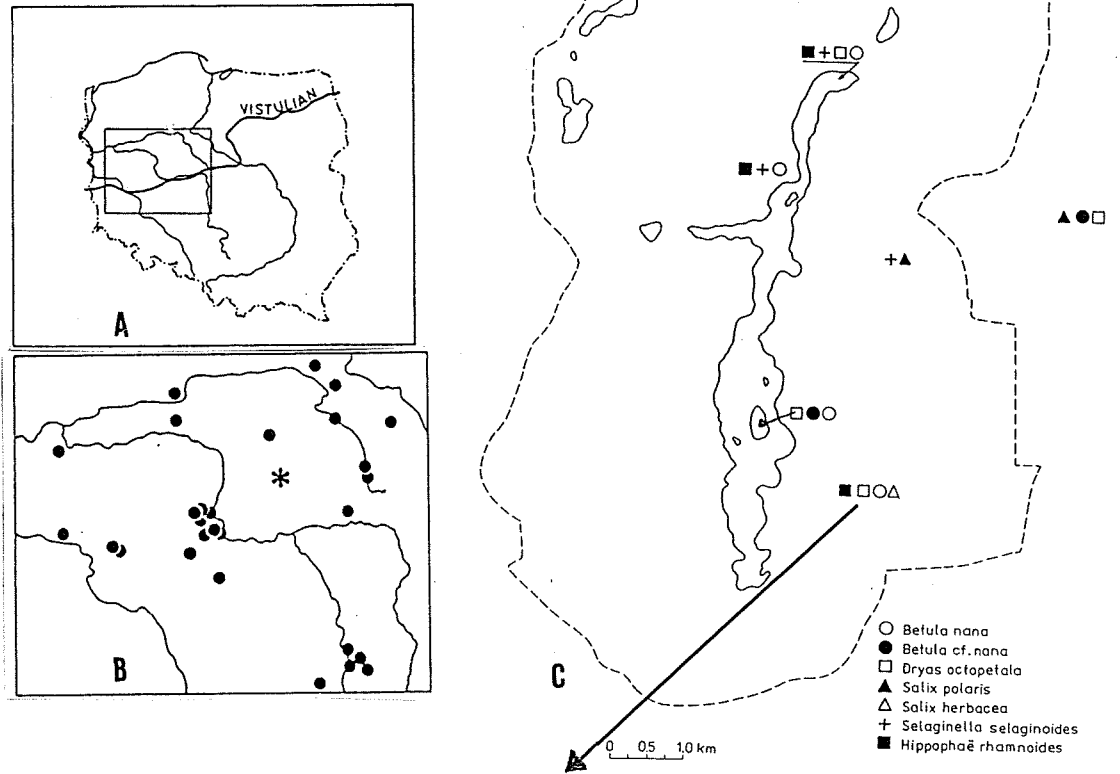 VISTULIAN
A
B
C
Betula nana
Betula cf. nana
Dryas octopetala
Salix polaris
Salix herbacea
Selaginella selaginoides
Hippophaë rhamnoides
0 0.5 1.0 km